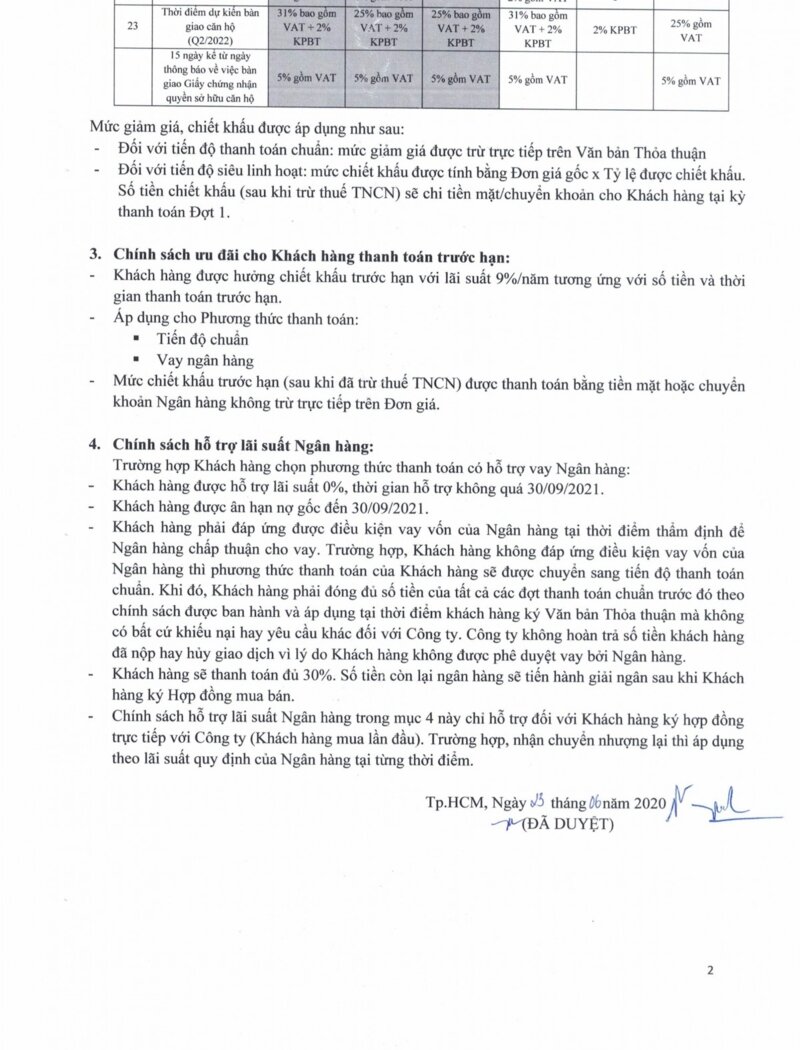 23 Thời điểm dự kiến bàn giao căn hộ (Q2/2022) 31% bao gồm VAT + 2% KPBT 25% bao gồm VAT + 2% KPBT 25% bao gồm VAT + 2% KPBT 31% bao gồm VAT + 2% KPBT 2% KPBT 25% gồm VAT
15 ngày kể từ ngày thông báo về việc bàn giao Giấy chứng nhận quyền sở hữu căn hộ 5% gồm VAT 5% gồm VAT 5% gồm VAT 5% gồm VAT 5% gồm VAT
Mức giảm giá, chiết khấu được áp dụng như sau:
- Đối với tiến độ thanh toán chuẩn: mức giảm giá được trừ trực tiếp trên Văn bản Thỏa thuận
- Đối với tiến độ siêu linh hoạt: mức chiết khấu được tính bằng Đơn giá gốc x Tỷ lệ được chiết khấu.
Số tiền chiết khấu (sau khi trừ thuế TNCN) sẽ chi tiền mặt/chuyển khoản cho Khách hàng tại kỳ
thanh toán Đợt 1.
3. Chính sách ưu đãi cho Khách hàng thanh toán trước hạn:
- Khách hàng được hưởng chiết khấu trước hạn với lãi suất 9%/năm tương ứng với số tiền và thời
gian thanh toán trước hạn.
- Áp dụng cho Phương thức thanh toán:
▪ Tiến độ chuẩn
▪ Vay ngân hàng
- Mức chiết khấu trước hạn (sau khi đã trừ thuế TNCN) được thanh toán bằng tiền mặt hoặc chuyển
khoản Ngân hàng không trừ trực tiếp trên Đơn giá.
4. Chính sách hỗ trợ lãi suất Ngân hàng:
Trường hợp Khách hàng chọn phương thức thanh toán có hỗ trợ vay Ngân hàng:
- Khách hàng được hỗ trợ lãi suất 0%, thời gian hỗ trợ không quá 30/09/2021.
- Khách hàng được ân hạn nợ gốc đến 30/09/2021.
- Khách hàng phải đáp ứng được điều kiện vay vốn của Ngân hàng tại thời điểm thẩm định để
Ngân hàng chấp thuận cho vay. Trường hợp, Khách hàng không đáp ứng điều kiện vay vốn của
Ngân hàng thì phương thức thanh toán của Khách hàng sẽ được chuyển sang tiến độ thanh toán
chuẩn. Khi đó, Khách hàng phải đóng đủ số tiền của tất cả các đợt thanh toán chuẩn trước đó theo
chính sách được ban hành và áp dụng tại thời điểm khách hàng ký Văn bản Thỏa thuận mà không
có bất cứ khiếu nại hay yêu cầu khác đối với Công ty. Công ty không hoàn trả số tiền khách hàng
đã nộp hay hủy giao dịch vì lý do Khách hàng không được phê duyệt vay bởi Ngân hàng.
- Khách hàng sẽ thanh toán đủ 30%. Số tiền còn lại ngân hàng sẽ tiến hành giải ngân sau khi Khách
hàng ký Hợp đồng mua bán.
- Chính sách hỗ trợ lãi suất Ngân hàng trong mục 4 này chỉ hỗ trợ đối với Khách hàng ký hợp đồng
trực tiếp với Công ty (Khách hàng mua lần đầu). Trường hợp, nhận chuyển nhượng lại thì áp dụng
theo lãi suất quy định của Ngân hàng tại từng thời điểm.
Tp.HCM, Ngày 23 tháng 06 năm 2020
(ĐÃ DUYỆT)
2